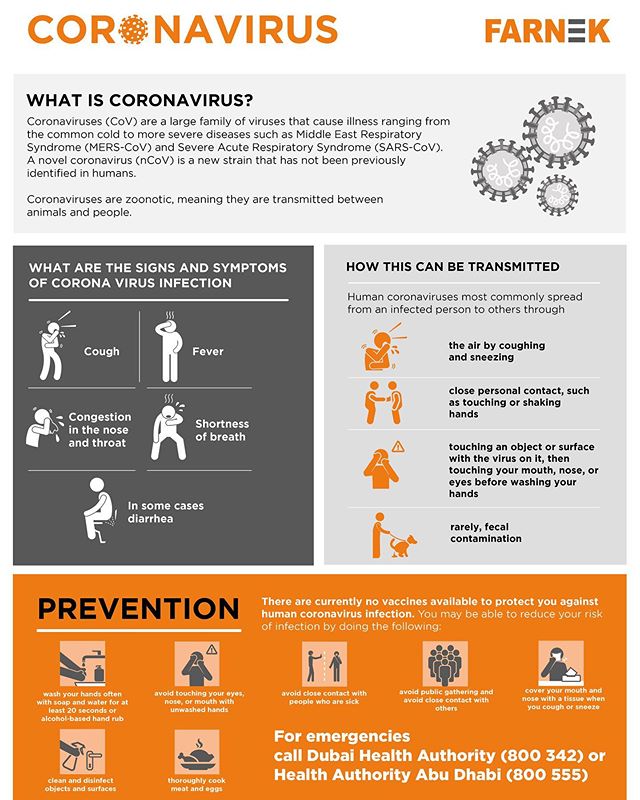 CORONAVIRUS
FARNEK
WHAT IS CORONAVIRUS?
Coronaviruses (CoV) are a large family of viruses that cause illness ranging from
the common cold to more severe diseases such as Middle East Respiratory
Syndrome (MERS-CoV) and Severe Acute Respiratory Syndrome (SARS-CoV).
A novel coronavirus (nCoV) is a new strain that has not been previously
identified in humans.
Coronaviruses are zoonotic, meaning they are transmitted between
animals and people.
WHAT ARE THE SIGNS AND SYMPTOMS
OF CORONA VIRUS INFECTION
Cough
Fever
Congestion
in the nose
and throat
Shortness
of breath
In some cases
diarrhea
HOW THIS CAN BE TRANSMITTED
Human coronaviruses most commonly spread
from an infected person to others through
the air by coughing
and sneezing
close personal contact, such
as touching or shaking
hands
touching an object or surface
with the virus on it, then
touching your mouth, nose, or
eyes before washing your
hands
rarely, fecal
contamination
PREVENTION
There are currently no vaccines available to protect you against
human coronavirus infection. You may be able to reduce your risk
of infection by doing the following:
wash your hands often
with soap and water for at
least 20 seconds or
alcohol-based hand rub
avoid touching your eyes,
nose, or mouth with
unwashed hands
avoid close contact with
people who are sick
avoid public gathering and
avoid close contact with
others
cover your mouth and
nose with a tissue when
you cough or sneeze
clean and disinfect
objects and surfaces
thoroughly cook
meat and eggs
For emergencies
call Dubai Health Authority (800 342) or
Health Authority Abu Dhabi (800 555)